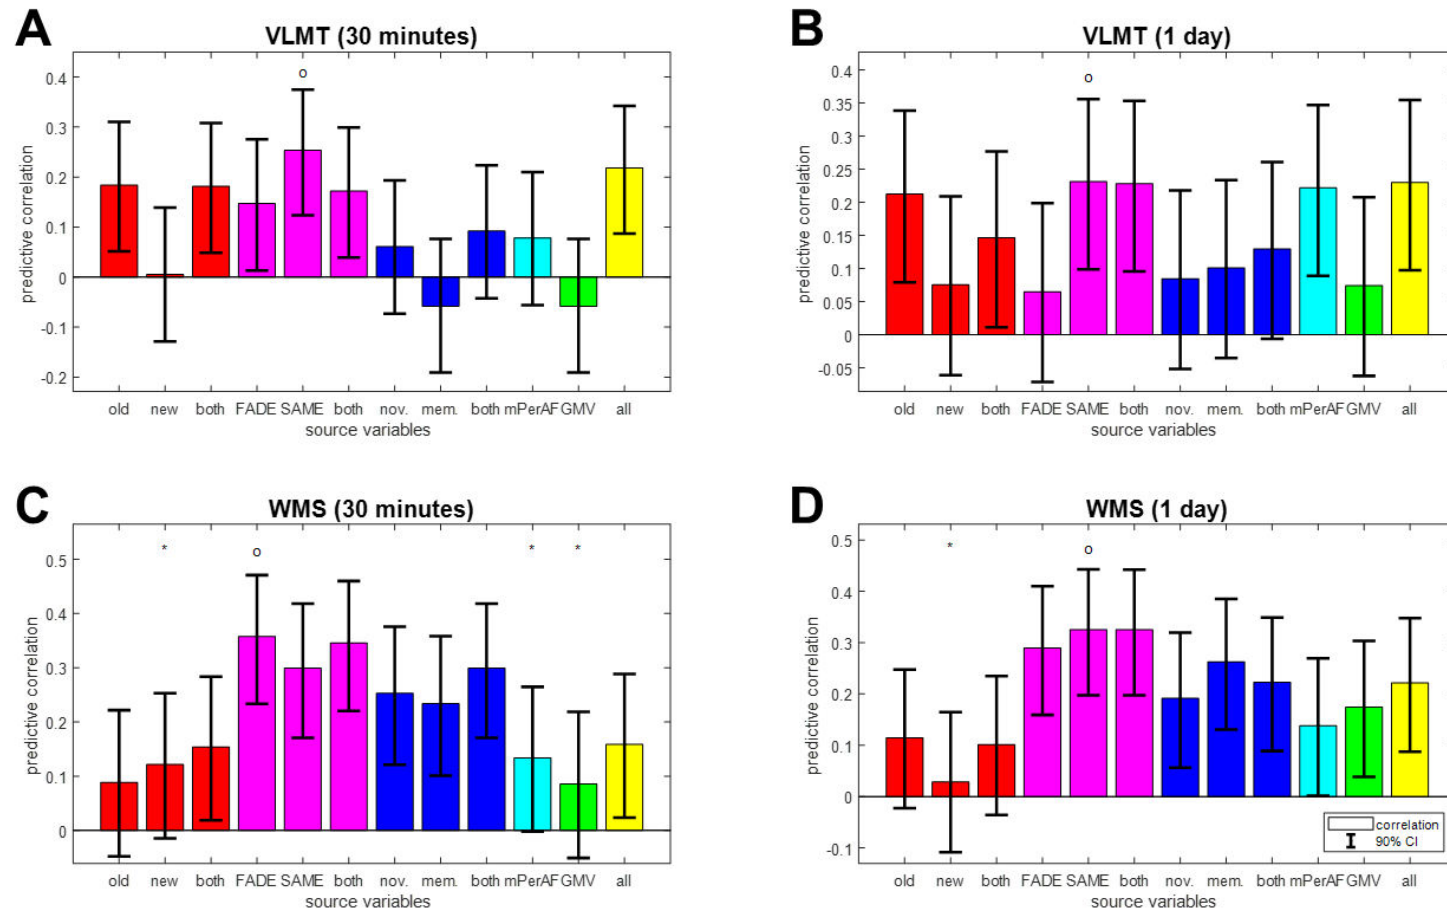 A
VLMT (30 minutes)
o
0.4
0.3
0.2
0.1
0
-0.1
-0.2
predictive correlation
old new both FADE SAME both nov. mem. both mPerAF GMV all
source variables
B
VLMT (1 day)
o
0.4
0.35
0.3
0.25
0.2
0.15
0.1
0.05
0
-0.05
predictive correlation
old new both FADE SAME both nov. mem. both mPerAF GMV all
source variables
C
WMS (30 minutes)
* o * *
0.5
0.4
0.3
0.2
0.1
0
predictive correlation
old new both FADE SAME both nov. mem. both mPerAF GMV all
source variables
D
WMS (1 day)
* o
0.5
0.4
0.3
0.2
0.1
0
-0.1
predictive correlation
correlation
90% CI
old new both FADE SAME both nov. mem. both mPerAF GMV all
source variables